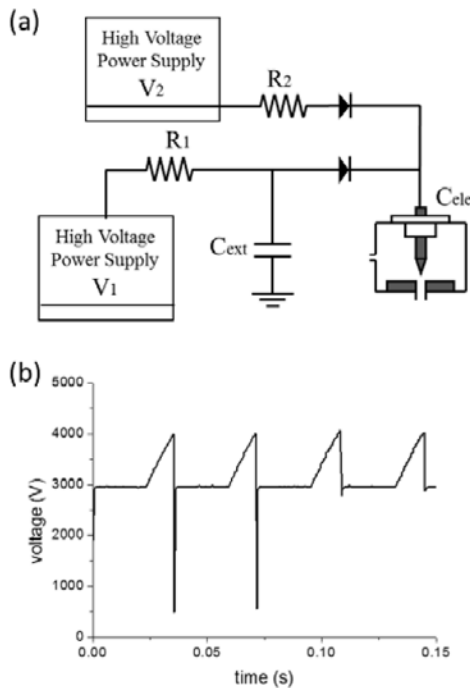 (a)
High Voltage
Power Supply
V2
R2
R1
High Voltage
Power Supply
V1
Cext
Cele
(b)
5000
4000
3000
2000
1000
0
voltage (V)
0.00
0.05
0.10
0.15
time (s)